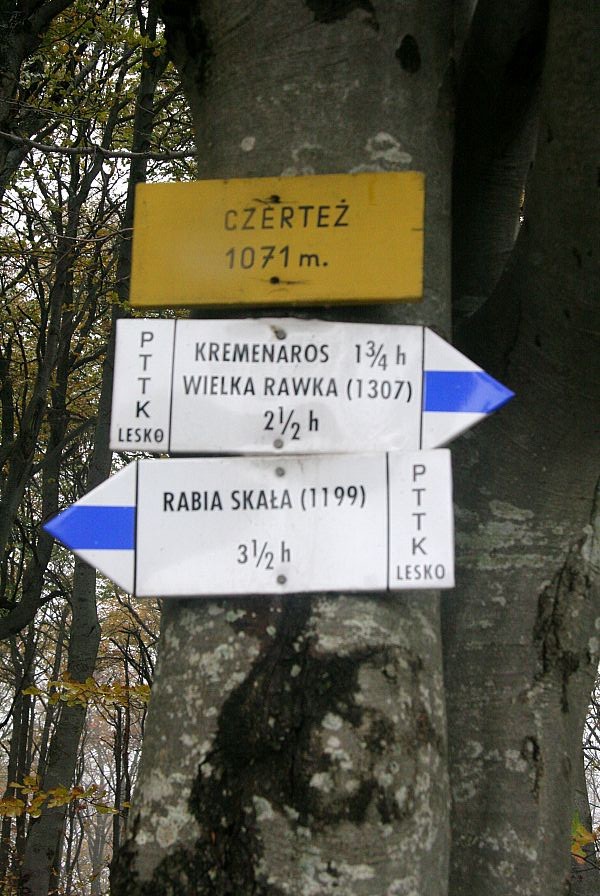 CZERTEŻ
1071 m.
PTTK
LESKO
KREMENAROS 1¾ h
WIELKA RAWKA (1307)
2½ h
RABIA SKAŁA (1199)
3½ h
PTTK
LESKO